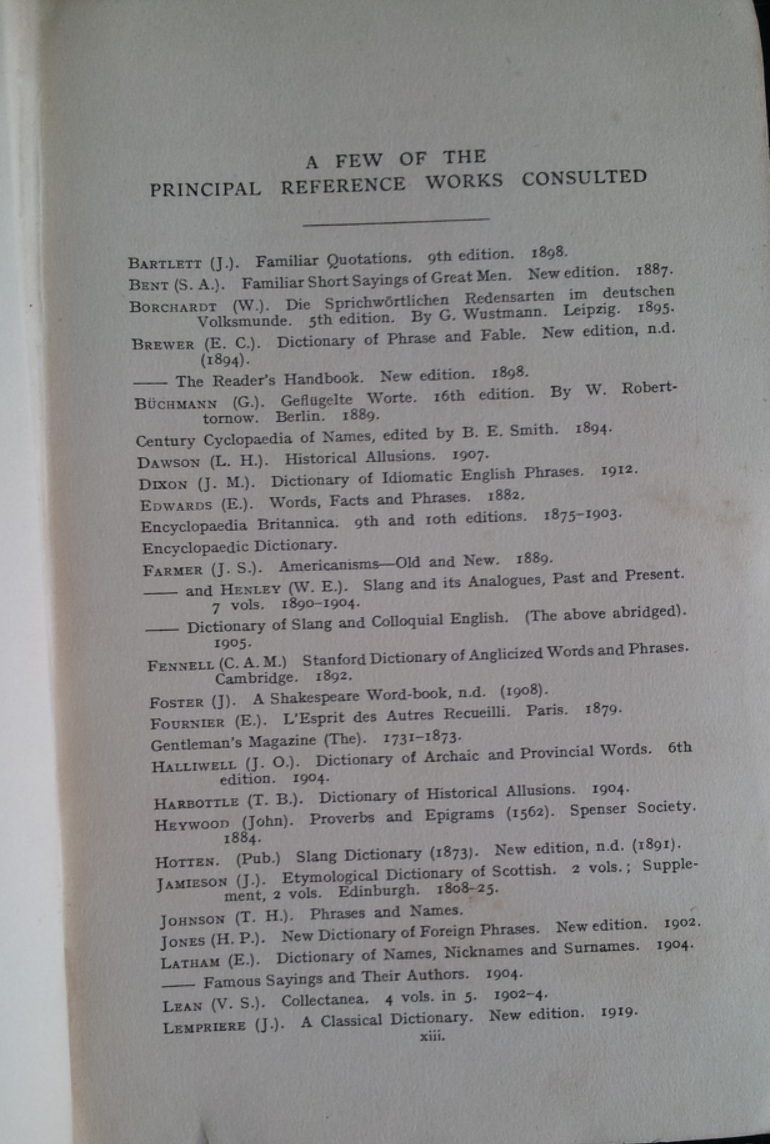 A FEW OF THE
PRINCIPAL REFERENCE WORKS CONSULTED
BARTLETT (J.). Familiar Quotations. 9th edition. 1898.
BENT (S. A.). Familiar Short Sayings of Great Men. New edition. 1887.
BORCHARDT (W.). Die Sprichwörtlichen Redensarten im deutschen
Volksmunde. 5th edition. By G. Wustmann. Leipzig. 1895.
BREWER (E. C.). Dictionary of Phrase and Fable. New edition, n.d.
(1894).
—— The Reader's Handbook. New edition. 1898.
BÜCHMANN (G.). Geflügelte Worte. 16th edition. By W. Robert-
tornow. Berlin. 1889.
Century Cyclopaedia of Names, edited by B. E. Smith. 1894.
DAWSON (L. H.). Historical Allusions. 1907.
DIXON (J. M.). Dictionary of Idiomatic English Phrases. 1912.
EDWARDS (E.). Words, Facts and Phrases. 1882.
Encyclopaedia Britannica. 9th and 10th editions. 1875–1903.
Encyclopaedic Dictionary.
FARMER (J. S.). Americanisms—Old and New. 1889.
—— and HENLEY (W. E.). Slang and its Analogues, Past and Present.
7 vols. 1890–1904.
—— Dictionary of Slang and Colloquial English. (The above abridged).
1905.
FENNELL (C. A. M.) Stanford Dictionary of Anglicized Words and Phrases.
Cambridge. 1892.
FOSTER (J). A Shakespeare Word-book, n.d. (1908).
FOURNIER (E.). L'Esprit des Autres Recueilli. Paris. 1879.
Gentleman's Magazine (The). 1731–1873.
HALLIWELL (J. O.). Dictionary of Archaic and Provincial Words. 6th
edition. 1904.
HARBOTTLE (T. B.). Dictionary of Historical Allusions. 1904.
HEYWOOD (John). Proverbs and Epigrams (1562). Spenser Society.
1884.
HOTTEN. (Pub.) Slang Dictionary (1873). New edition, n.d. (1891).
JAMIESON (J.). Etymological Dictionary of Scottish. 2 vols.; Supple-
ment, 2 vols. Edinburgh. 1808–25.
JOHNSON (T. H.). Phrases and Names.
JONES (H. P.). New Dictionary of Foreign Phrases. New edition. 1902.
LATHAM (E.). Dictionary of Names, Nicknames and Surnames. 1904.
—— Famous Sayings and Their Authors. 1904.
LEAN (V. S.). Collectanea. 4 vols. in 5. 1902–4.
LEMPRIERE (J.). A Classical Dictionary. New edition. 1919.
xiii.